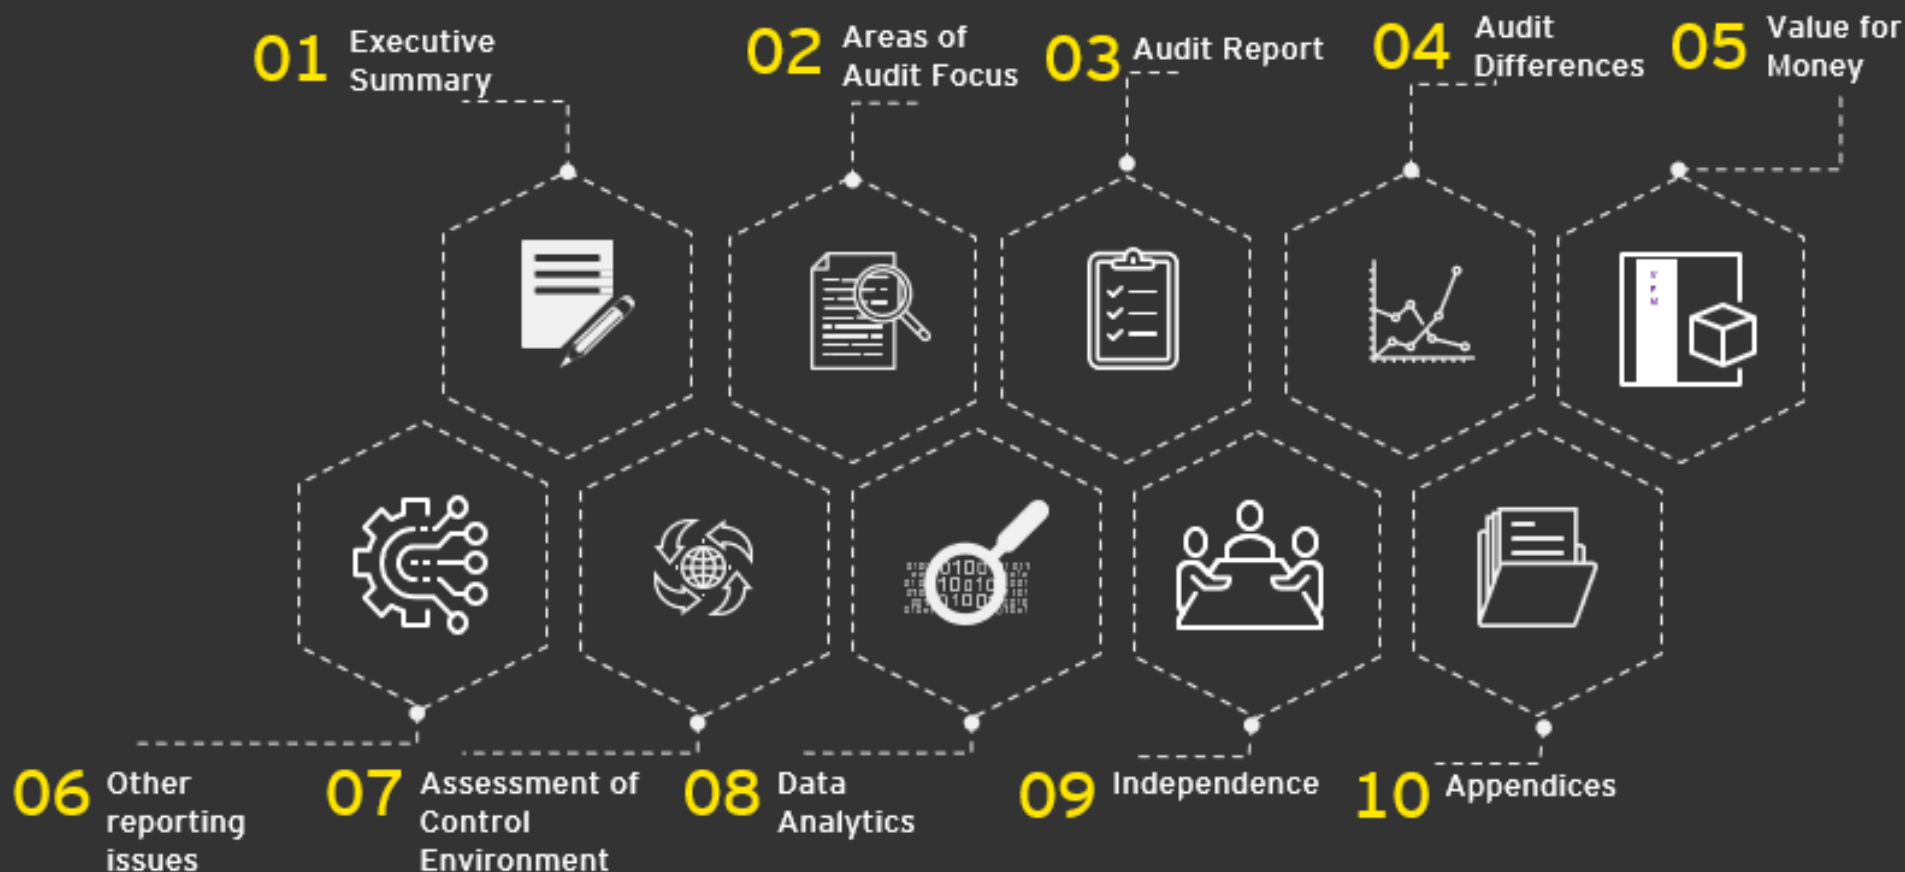 01 Executive
Summary
02 Areas of
Audit Focus
03 Audit Report
04 Audit
Differences
05 Value for
Money
V
F
M
06 Other
reporting
issues
07 Assessment of
Control
Environment
08 Data
Analytics
09 Independence
10 Appendices